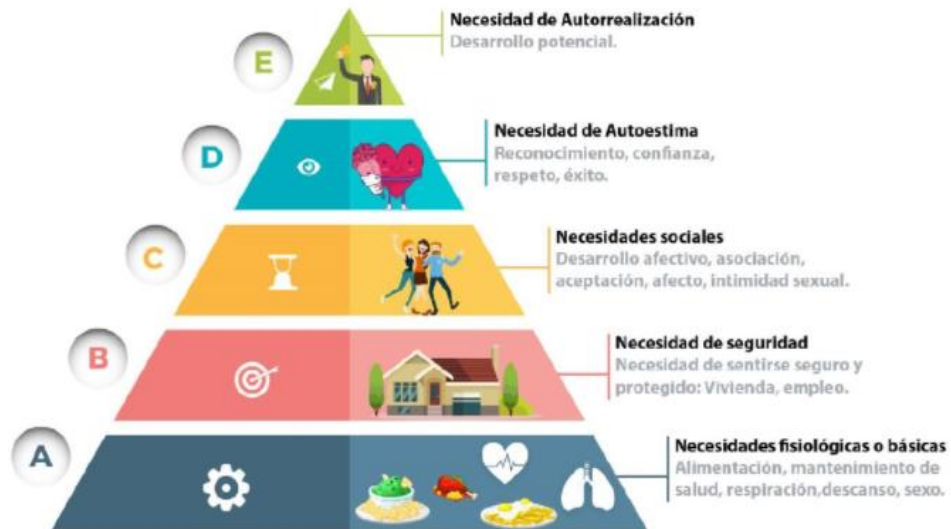 E
Necesidad de Autorrealización
Desarrollo potencial.
D
Necesidad de Autoestima
Reconocimiento, confianza,
respeto, éxito.
C
Necesidades sociales
Desarrollo afectivo, asociación,
aceptación, afecto, intimidad sexual.
B
Necesidad de seguridad
Necesidad de sentirse seguro y
protegido: Vivienda, empleo.
A
Necesidades fisiológicas o básicas
Alimentación, mantenimiento de
salud, respiración,descanso, sexo.